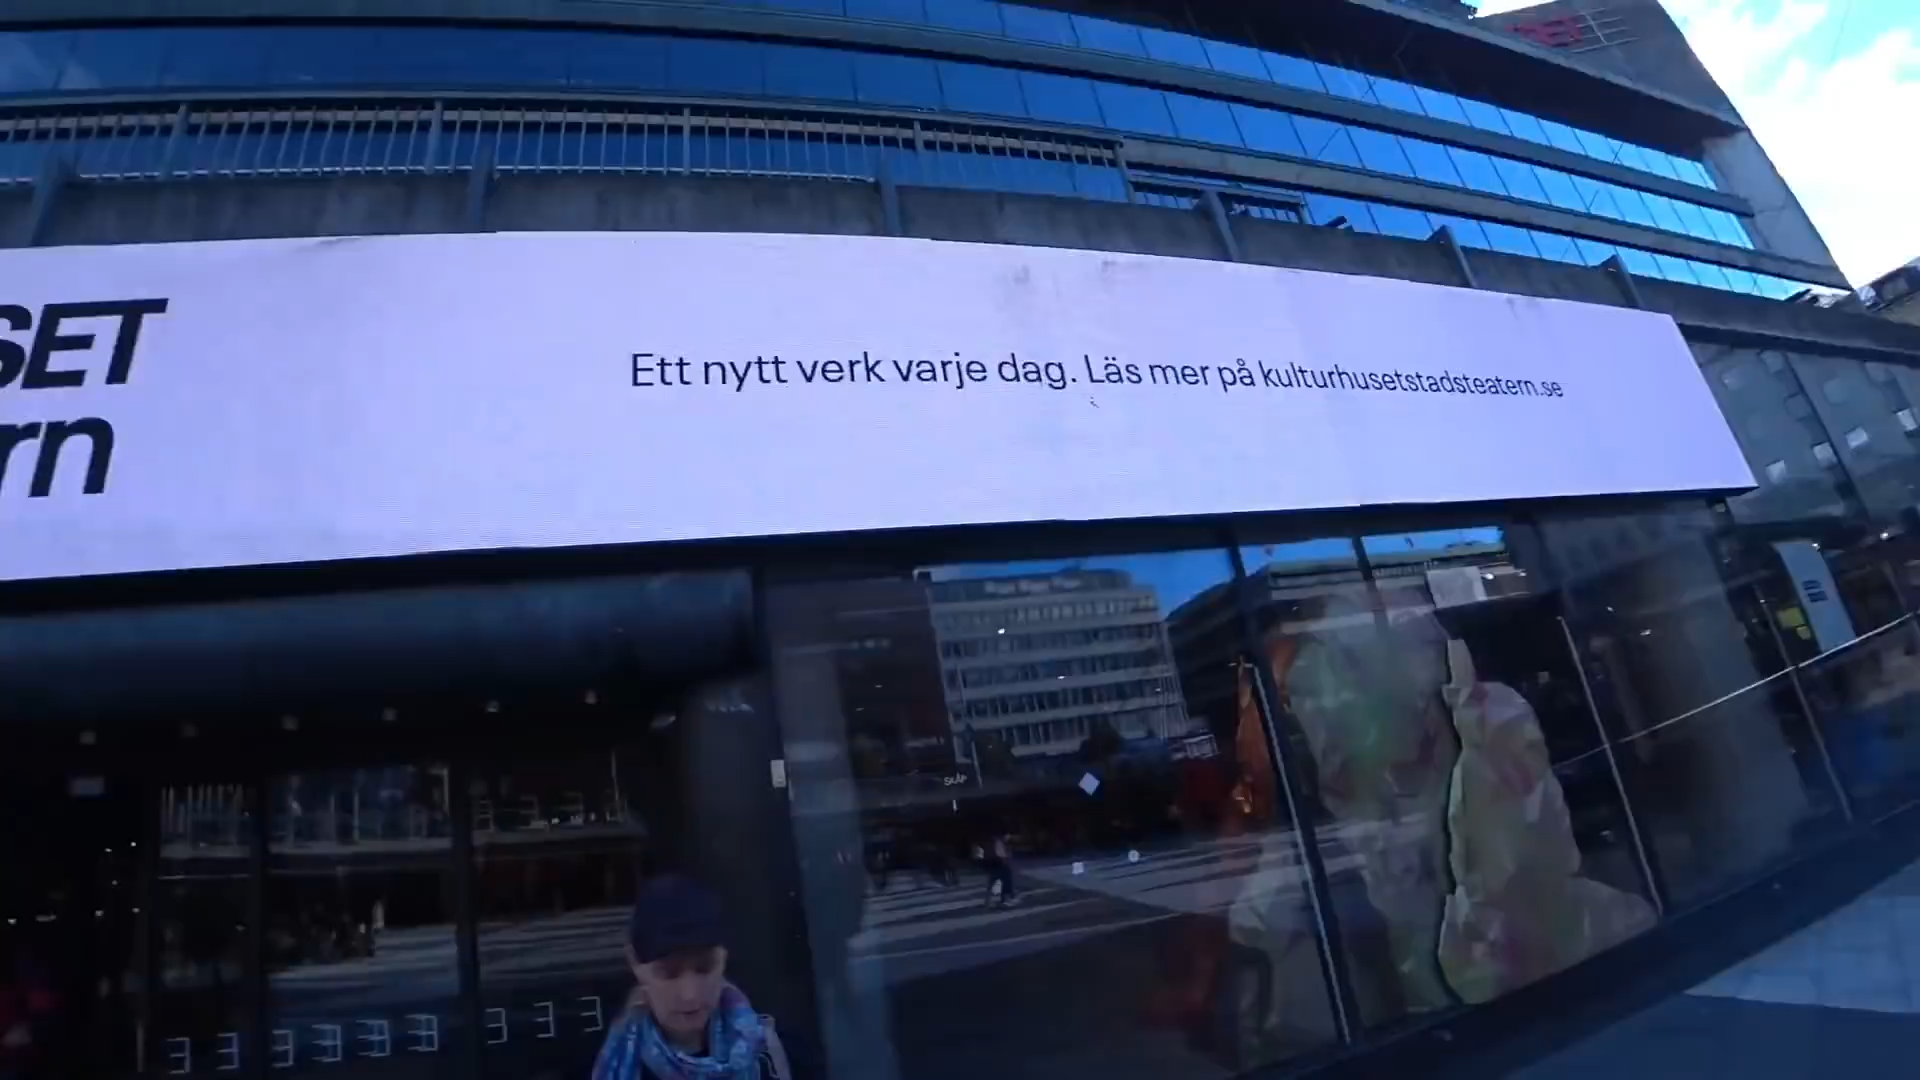 SET
rn
Ett nytt verk varje dag. Läs mer på kulturhusetstadsteatern.se